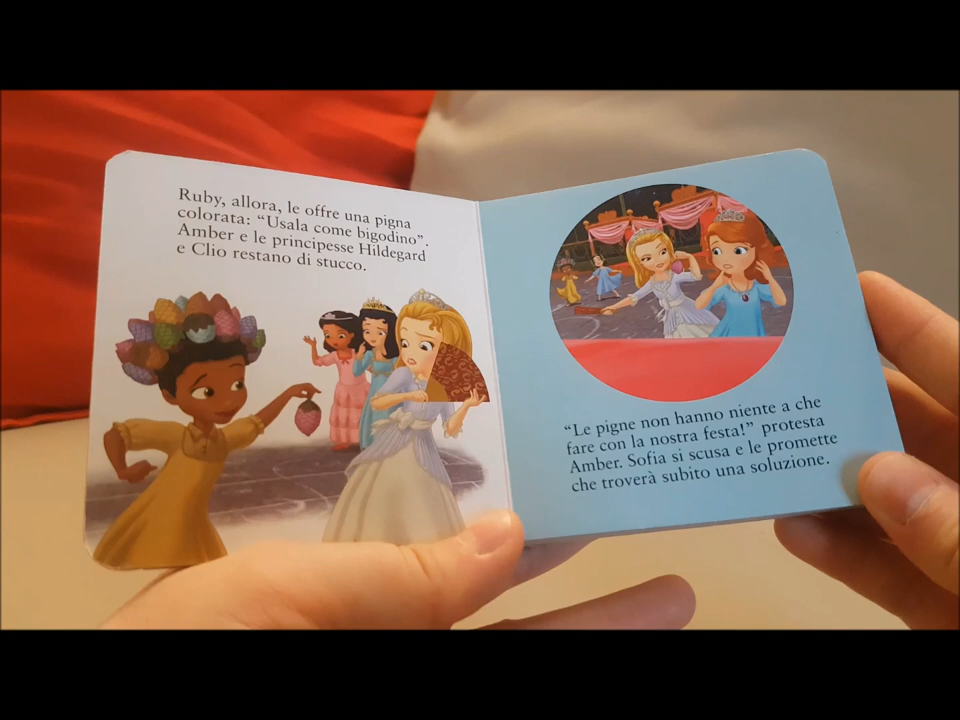 Ruby, allora, le offre una pigna
colorata: “Usala come bigodino”.
Amber e le principesse Hildegard
e Clio restano di stucco.
“Le pigne non hanno niente a che
fare con la nostra festa!” protesta
Amber. Sofia si scusa e le promette
che troverà subito una soluzione.